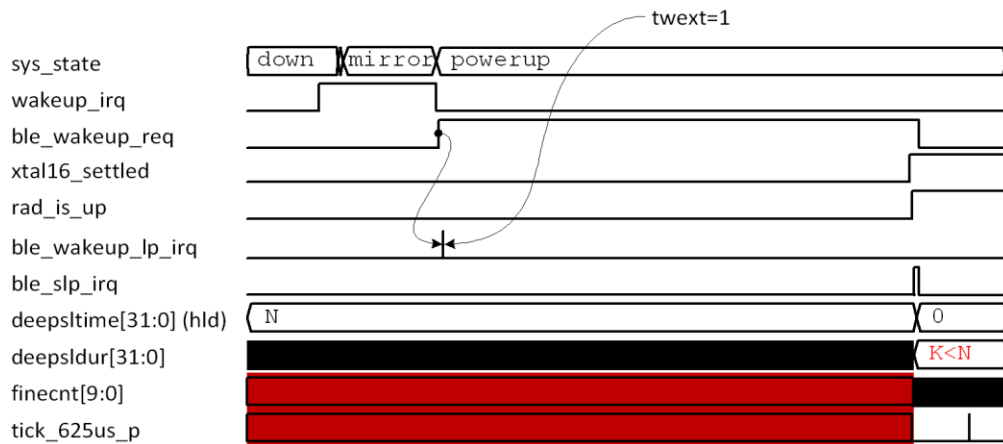 twext=1
sys_state down mirror powerup
wakeup_irq
ble_wakeup_req
xtal16_settled
rad_is_up
ble_wakeup_lp_irq
ble_slp_irq
deepsltime[31:0] (hld) N 0
deepsldur[31:0] K<N
finecnt[9:0]
tick_625us_p